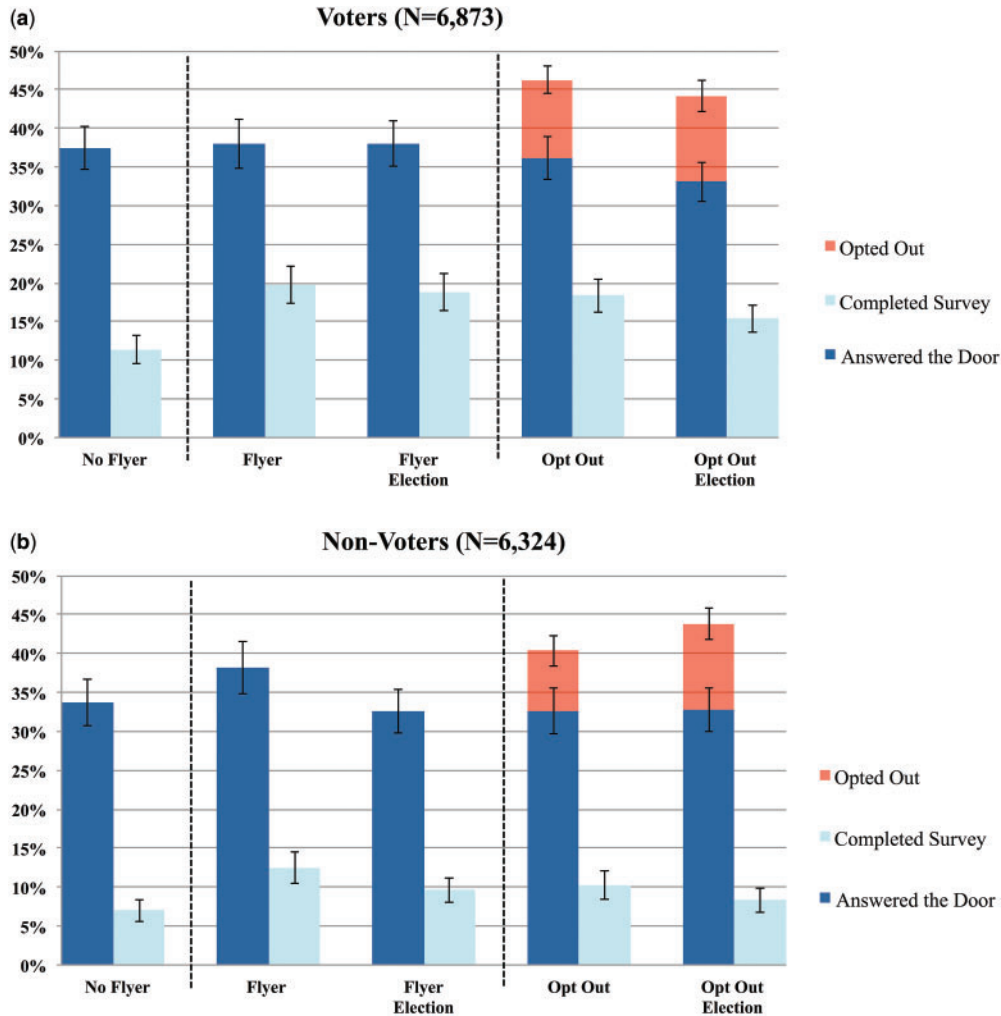 (a)
Voters (N=6,873)
50%
45%
40%
35%
30%
25%
20%
15%
10%
5%
0%
No Flyer
Flyer
Flyer
Election
Opt Out
Opt Out
Election
Opted Out
Completed Survey
Answered the Door
(b)
Non-Voters (N=6,324)
50%
45%
40%
35%
30%
25%
20%
15%
10%
5%
0%
No Flyer
Flyer
Flyer
Election
Opt Out
Opt Out
Election
Opted Out
Completed Survey
Answered the Door